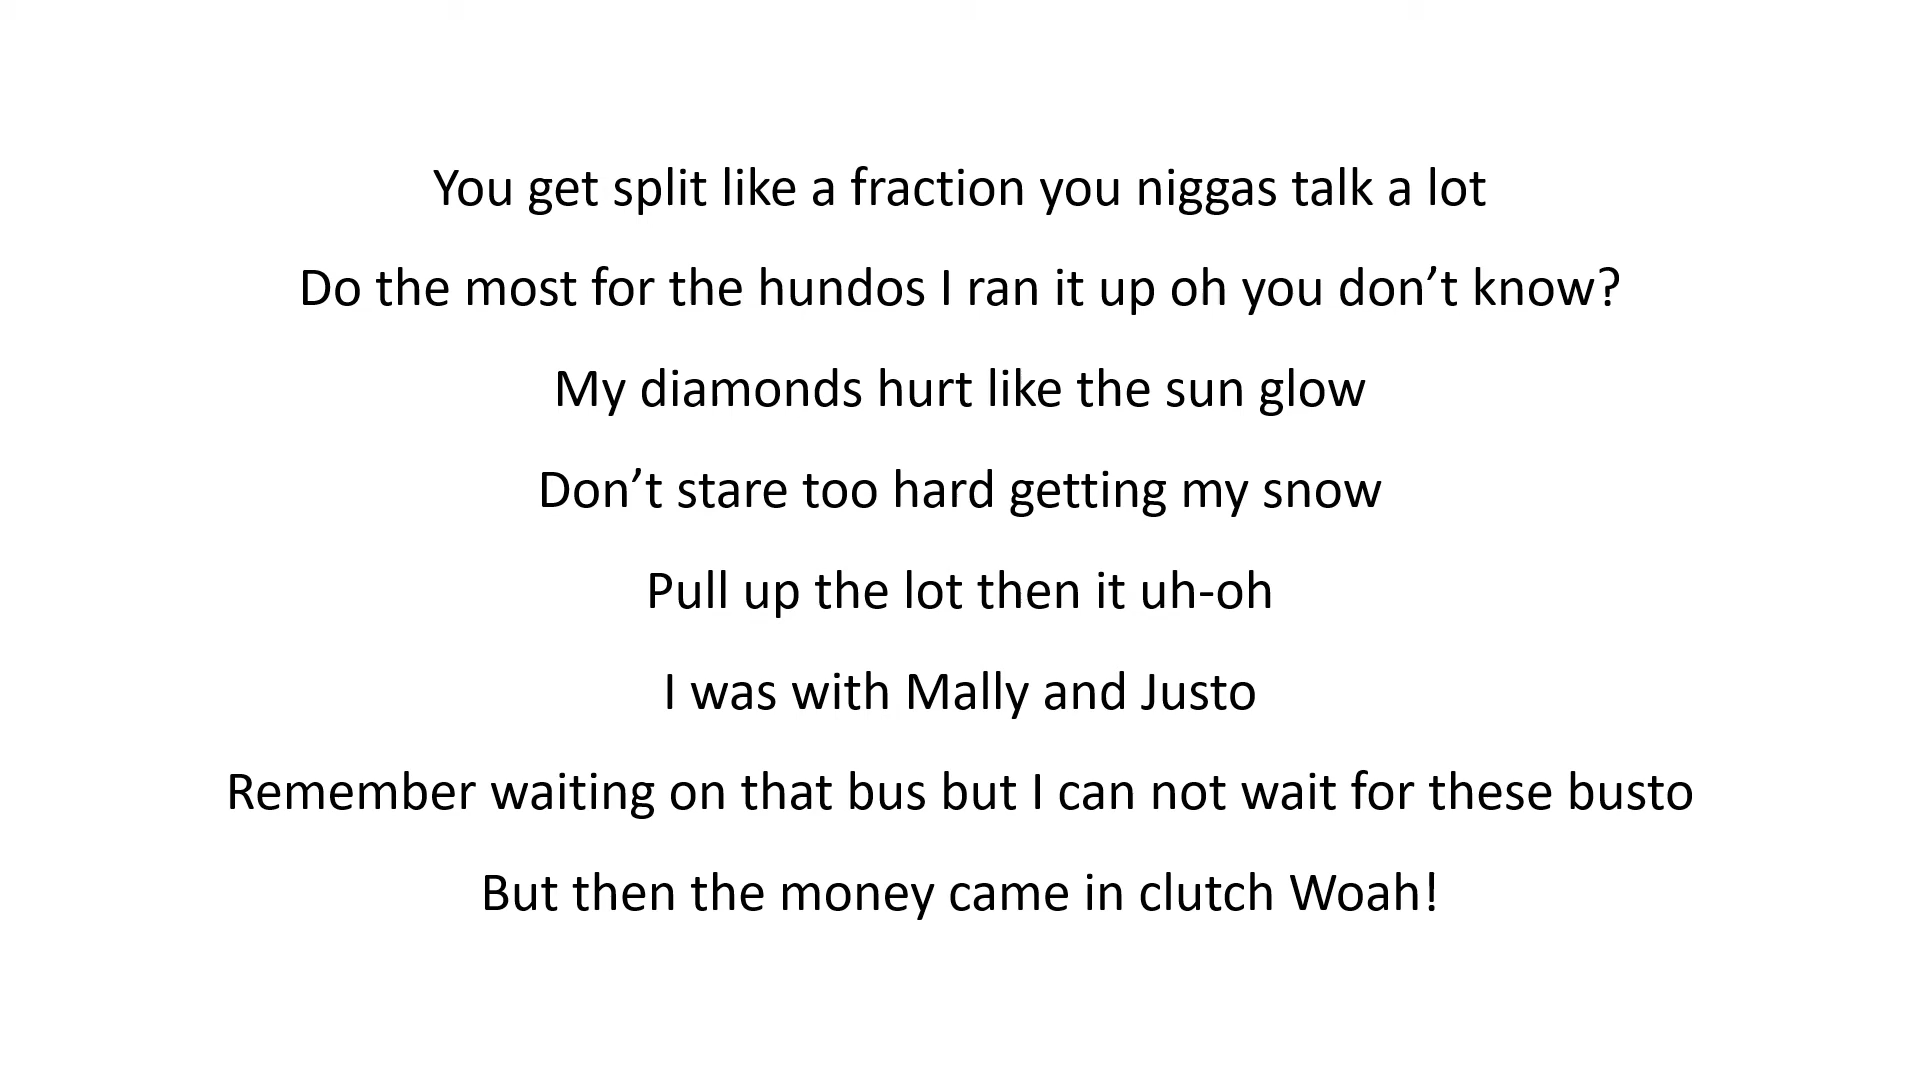 You get split like a fraction you niggas talk a lot
Do the most for the hundos I ran it up oh you don’t know?
My diamonds hurt like the sun glow
Don’t stare too hard getting my snow
Pull up the lot then it uh-oh
I was with Mally and Justo
Remember waiting on that bus but I can not wait for these busto
But then the money came in clutch Woah!